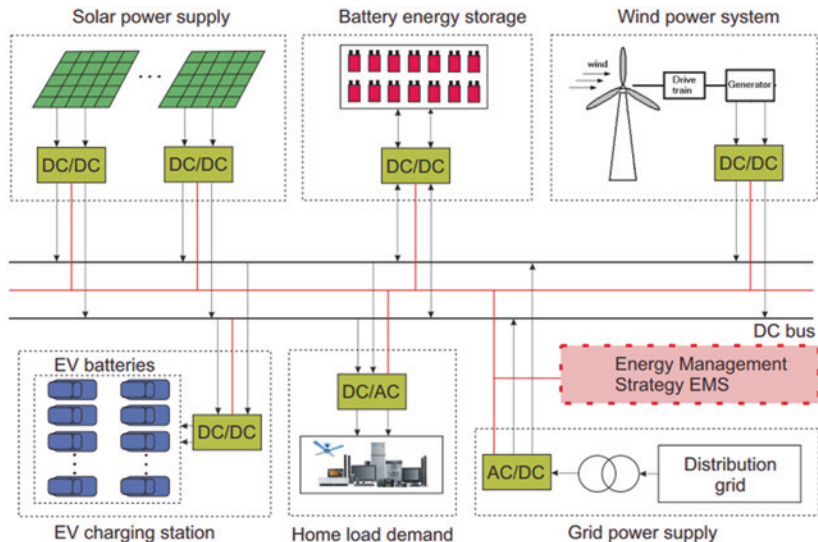 Solar power supply
Battery energy storage
Wind power system
wind
Drive
train
Generator
DC/DC
DC/DC
DC/DC
DC/DC
DC bus
EV batteries
DC/DC
DC/AC
Energy Management
Strategy EMS
AC/DC
Distribution
grid
EV charging station
Home load demand
Grid power supply